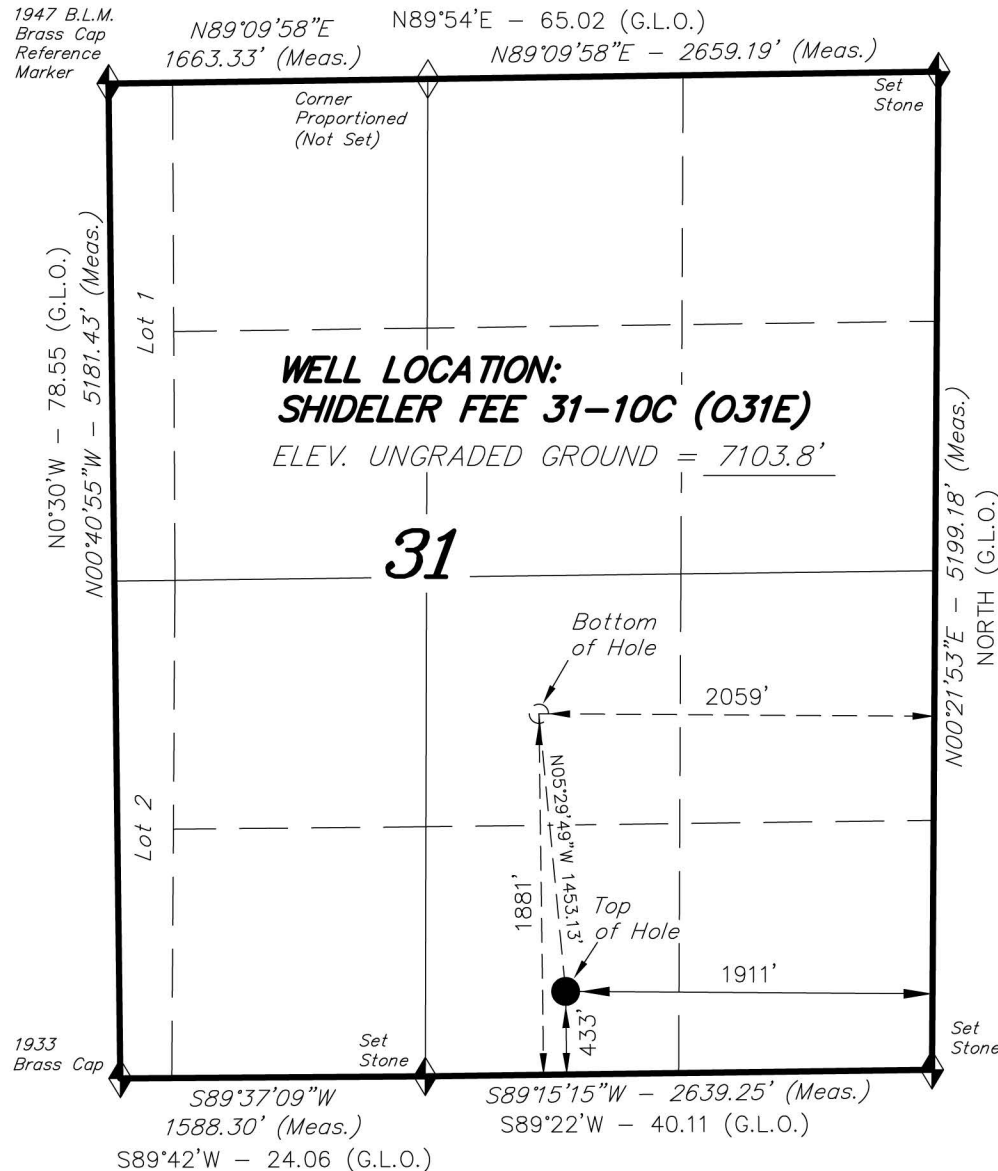 1947 B.L.M.
Brass Cap
Reference
Marker
N89°09'58"E
1663.33' (Meas.)
N89°54'E – 65.02 (G.L.O.)
N89°09'58"E – 2659.19' (Meas.)
Corner
Proportioned
(Not Set)
Set
Stone
N0°30'W – 78.55 (G.L.O.)
N00°40'55"W – 5181.43' (Meas.)
Lot 1
WELL LOCATION:
SHIDELER FEE 31–10C (O31E)
ELEV. UNGRADED GROUND = 7103.8'
31
N00°21'53"E – 5199.18' (Meas.)
NORTH (G.L.O.)
Bottom
of Hole
2059'
Lot 2
N05°29'49"W 1453.13'
1881'
Top
of Hole
1911'
433'
1933
Brass Cap
Set
Stone
Set
Stone
S89°37'09"W
1588.30' (Meas.)
S89°42'W – 24.06 (G.L.O.)
S89°15'15"W – 2639.25' (Meas.)
S89°22'W – 40.11 (G.L.O.)